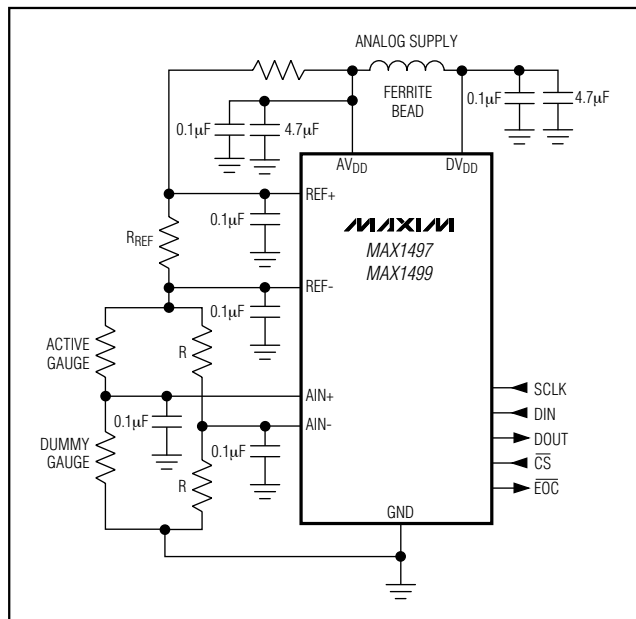 ANALOG SUPPLY
FERRITE
BEAD
0.1µF
4.7µF
0.1µF
4.7µF
AVDD
DVDD
REF+
0.1µF
MAXIM
MAX1497
MAX1499
RREF
REF-
0.1µF
ACTIVE
GAUGE
R
AIN+
0.1µF
AIN-
DUMMY
GAUGE
0.1µF
R
SCLK
DIN
DOUT
CS
EOC
GND